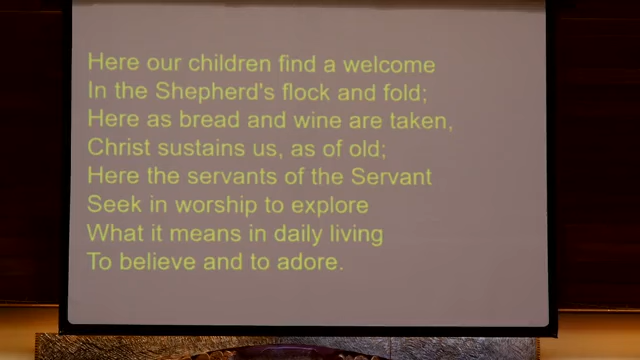 Here our children find a welcome
In the Shepherd's flock and fold;
Here as bread and wine are taken,
Christ sustains us, as of old;
Here the servants of the Servant
Seek in worship to explore
What it means in daily living
To believe and to adore.